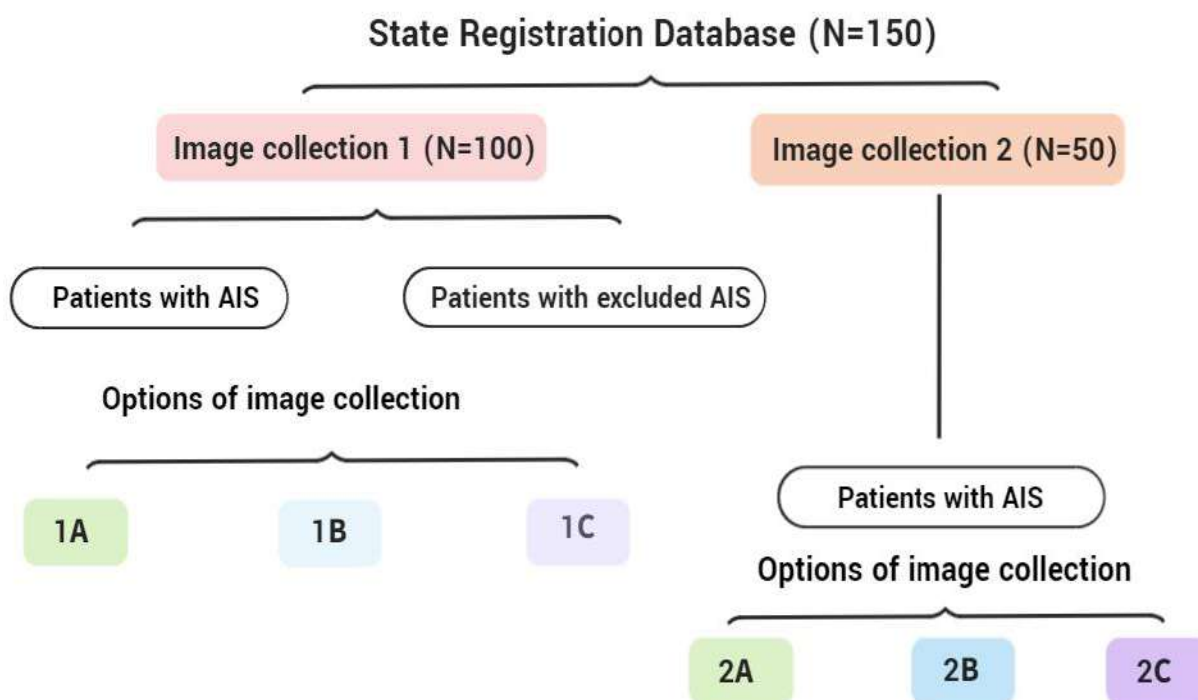 State Registration Database (N=150)
Image collection 1 (N=100)
Image collection 2 (N=50)
Patients with AIS
Patients with excluded AIS
Options of image collection
1A
1B
1C
Patients with AIS
Options of image collection
2A
2B
2C